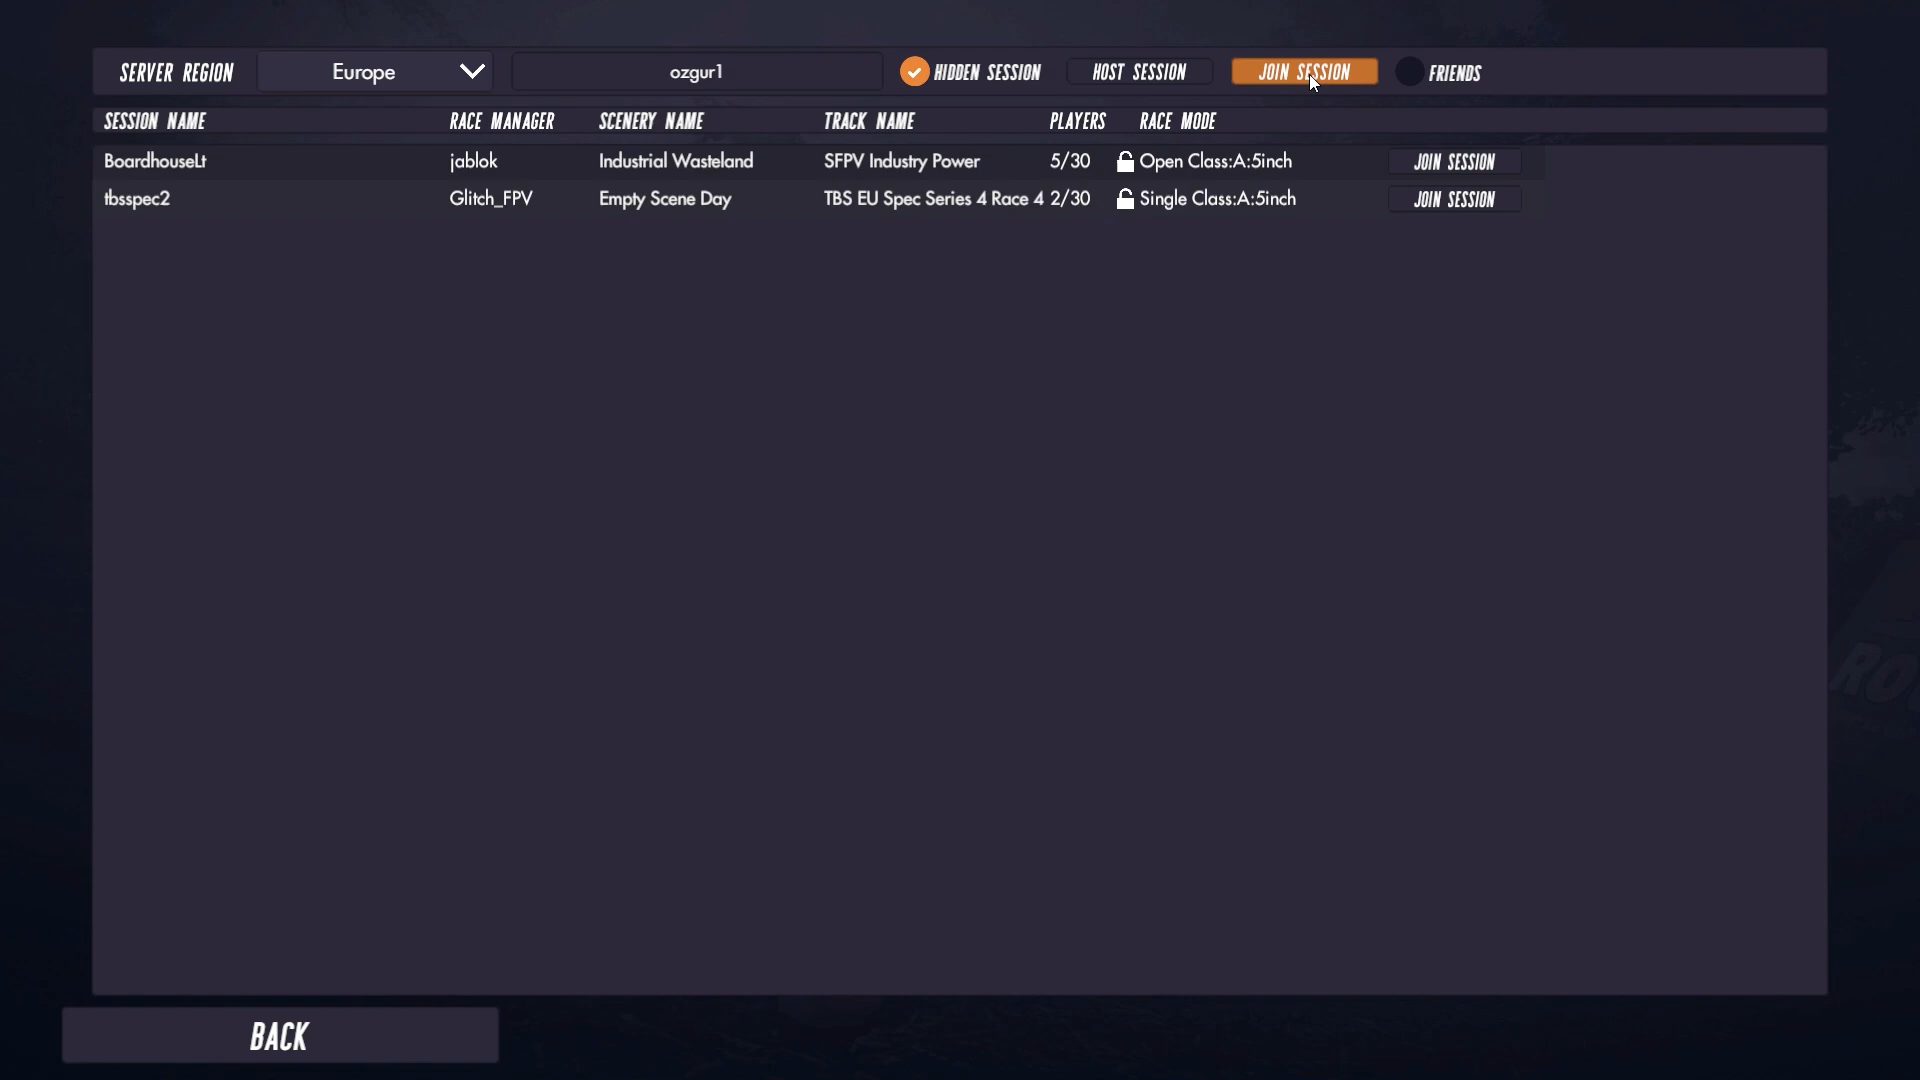 SERVER REGION Europe ozgur1 HIDDEN SESSION HOST SESSION JOIN SESSION FRIENDS
SESSION NAME RACE MANAGER SCENERY NAME TRACK NAME PLAYERS RACE MODE
BoardhouseLt jablok Industrial Wasteland SFPV Industry Power 5/30 Open Class:A:5inch JOIN SESSION
tbsspec2 Glitch_FPV Empty Scene Day TBS EU Spec Series 4 Race 4 2/30 Single Class:A:5inch JOIN SESSION
BACK